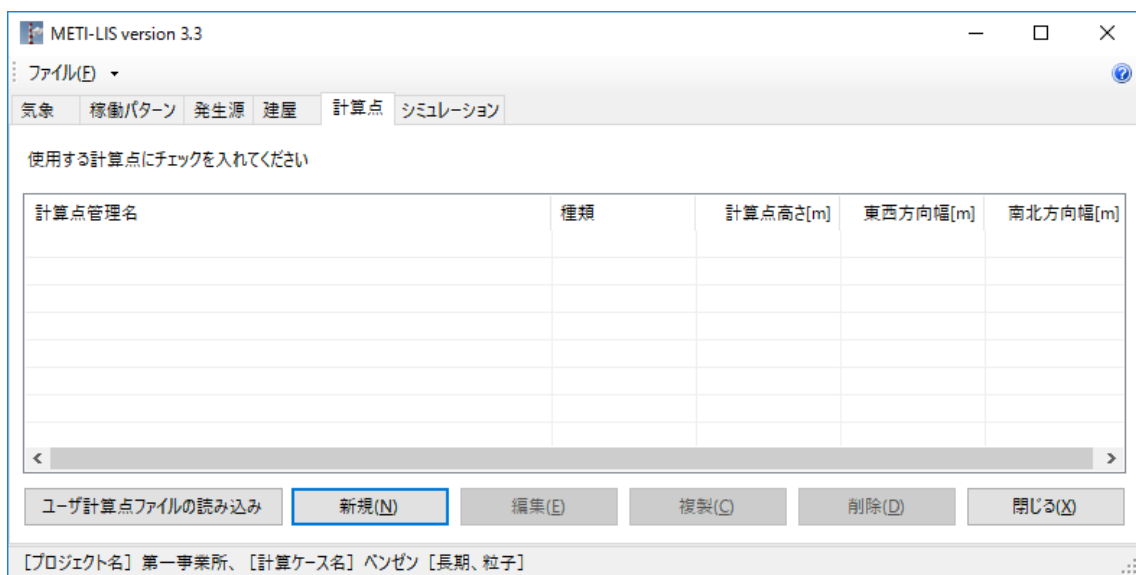 METI-LIS version 3.3
ファイル(F)
気象 稼働パターン 発生源 建屋 計算点 シミュレーション
使用する計算点にチェックを入れてください
計算点管理名 種類 計算点高さ[m] 東西方向幅[m] 南北方向幅[m]
ユーザ計算点ファイルの読み込み 新規(N) 編集(E) 複製(C) 削除(D) 閉じる(X)
[プロジェクト名] 第一事業所、 [計算ケース名] ベンゼン [長期、粒子]